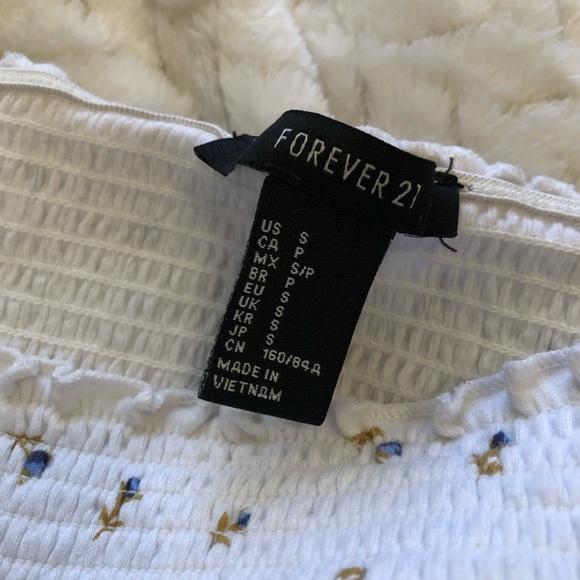 FOREVER 21
US S
CA P
MX S/P
BR P
EU S
UK S
KR S
JP S
CN 160/84A
MADE IN
VIETNAM